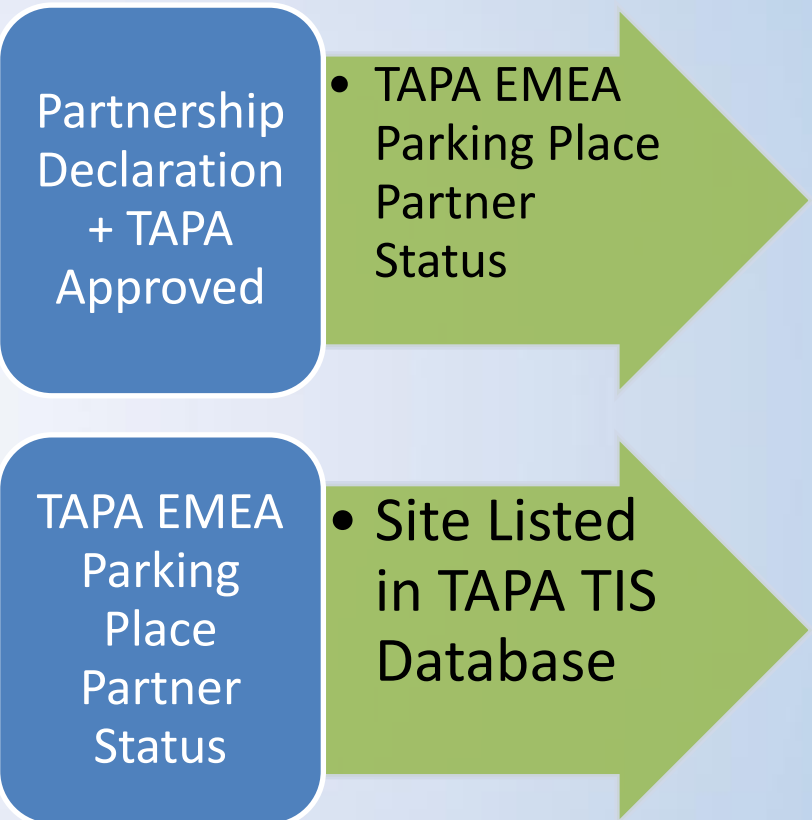 Partnership
Declaration
+ TAPA
Approved
• TAPA EMEA
Parking Place
Partner
Status
TAPA EMEA
Parking
Place
Partner
Status
• Site Listed
in TAPA TIS
Database